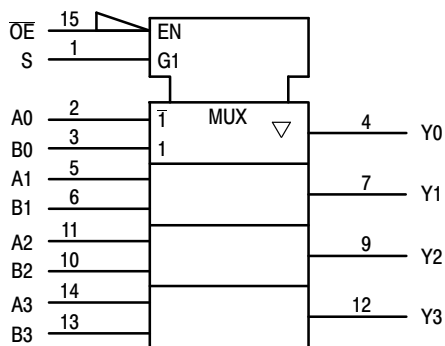 O̅E̅ 15 EN
S 1 G1
MUX
A0 2 1̅ 4 Y0
B0 3 1
A1 5 7 Y1
B1 6
A2 11 9 Y2
B2 10
A3 14 12 Y3
B3 13